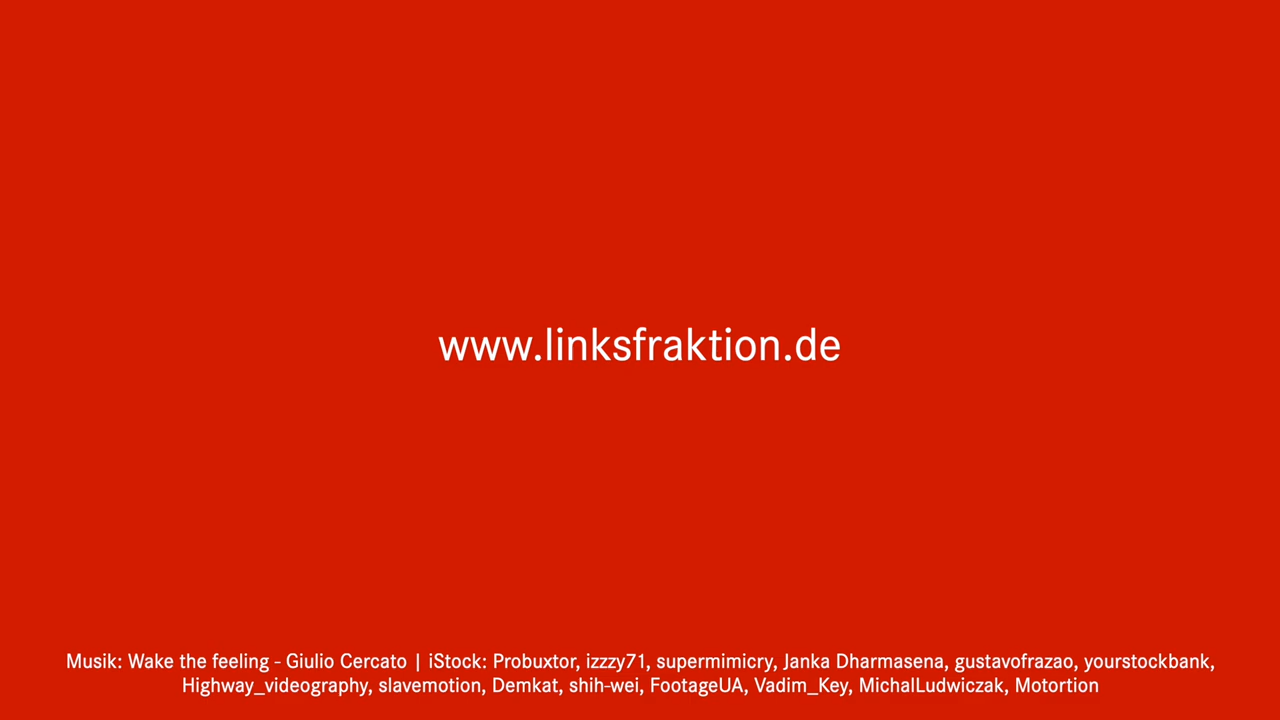 www.linksfraktion.de
Musik: Wake the feeling - Giulio Cercato | iStock: Probuxtor, izzzy71, supermimicry, Janka Dharmasena, gustavofrazao, yourstockbank,
Highway_videography, slavemotion, Demkat, shih-wei, FootageUA, Vadim_Key, MichalLudwiczak, Motortion